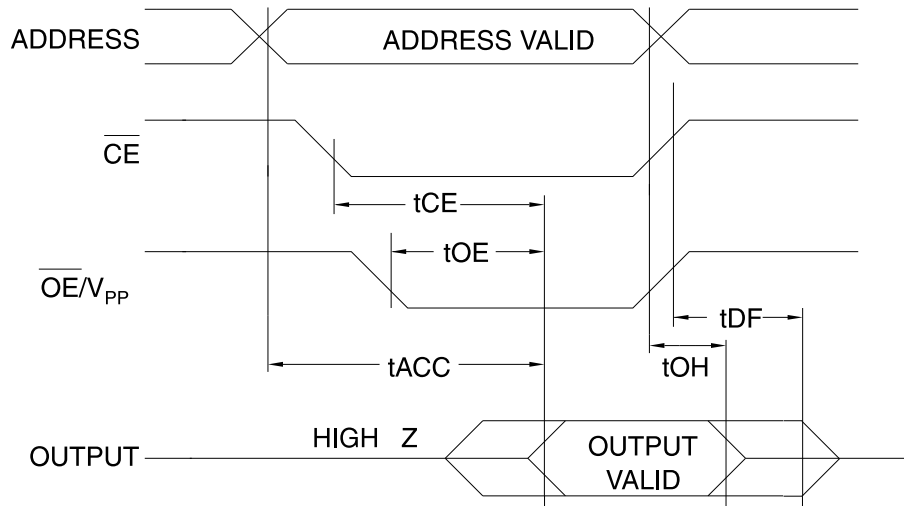 ADDRESS
ADDRESS VALID
CE
tCE
tOE
OE/VPP
tDF
tACC
tOH
HIGH Z
OUTPUT
OUTPUT
VALID